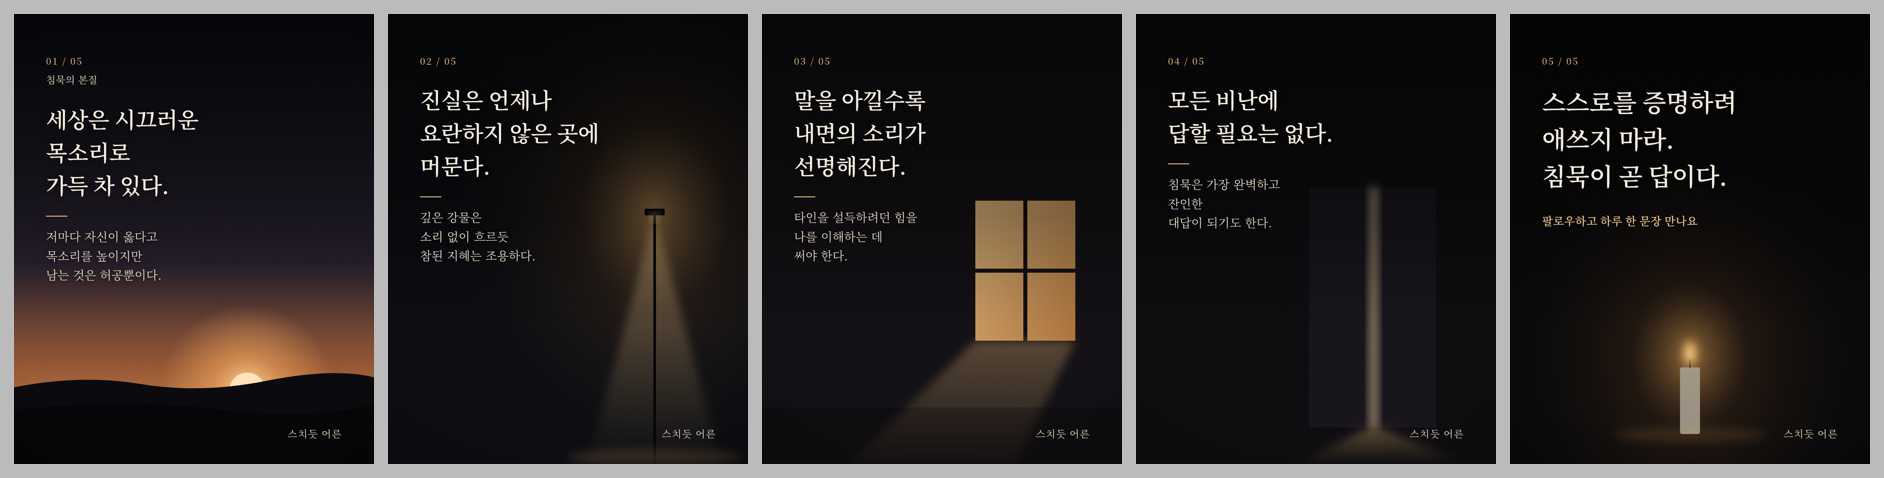 01 / 05
침묵의 본질
세상은 시끄러운
목소리로
가득 차 있다.
저마다 자신이 옳다고
목소리를 높이지만
남는 것은 허공뿐이다.
스치듯 어른
02 / 05
진실은 언제나
요란하지 않은 곳에
머문다.
깊은 강물은
소리 없이 흐르듯
참된 지혜는 조용하다.
스치듯 어른
03 / 05
말을 아낄수록
내면의 소리가
선명해진다.
타인을 설득하려던 힘을
나를 이해하는 데
써야 한다.
스치듯 어른
04 / 05
모든 비난에
답할 필요는 없다.
침묵은 가장 완벽하고
잔인한
대답이 되기도 한다.
스치듯 어른
05 / 05
스스로를 증명하려
애쓰지 마라.
침묵이 곧 답이다.
팔로우하고 하루 한 문장 만나요
스치듯 어른